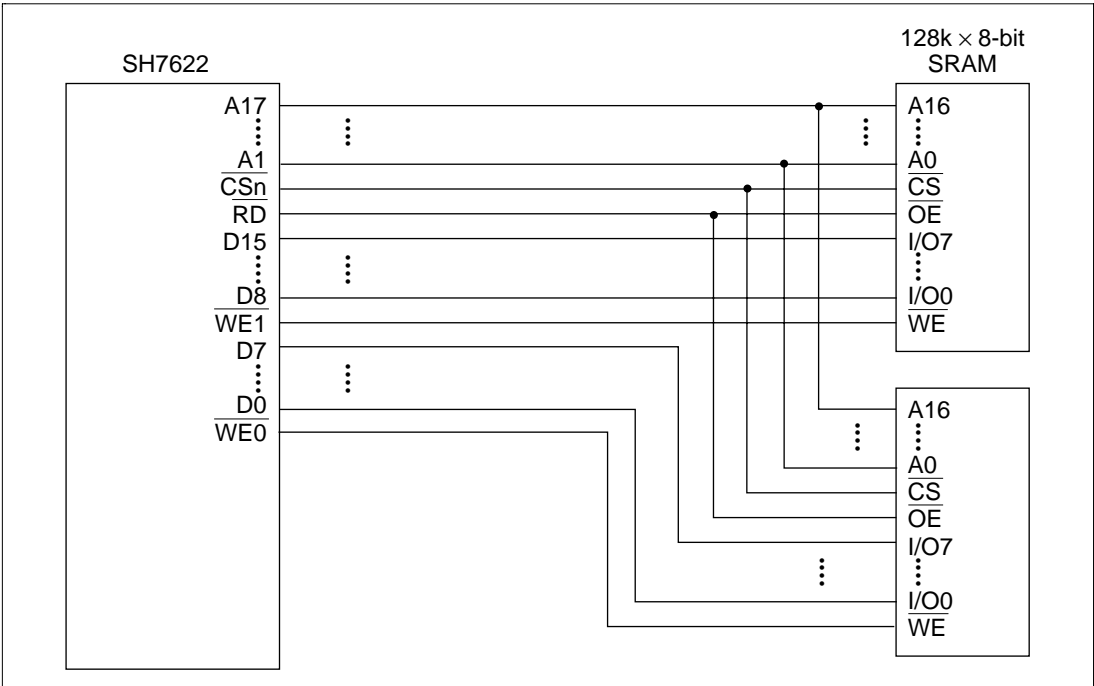 SH7622
A17
A1
CSn
RD
D15
D8
WE1
D7
D0
WE0
128k × 8-bit
SRAM
A16
A0
CS
OE
I/O7
I/O0
WE
A16
A0
CS
OE
I/O7
I/O0
WE